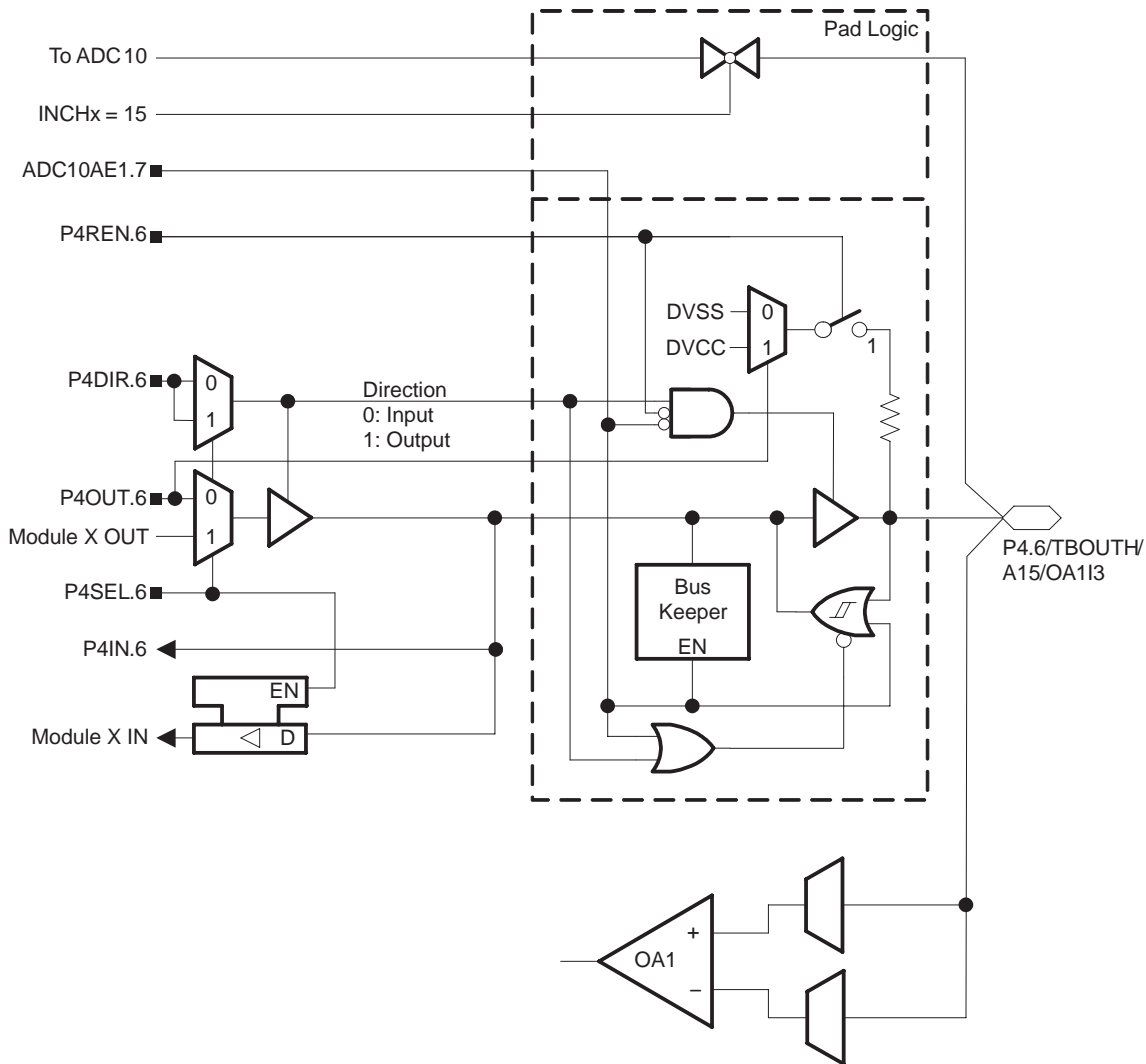 Pad Logic
To ADC10
INCHx = 15
ADC10AE1.7
P4REN.6
DVSS
0
DVCC
1
1
P4DIR.6
0
1
Direction
0: Input
1: Output
P4OUT.6
0
Module X OUT
1
P4SEL.6
P4IN.6
EN
Module X IN
D
Bus
Keeper
EN
P4.6/TBOUTH/
A15/OA1I3
+
OA1
−